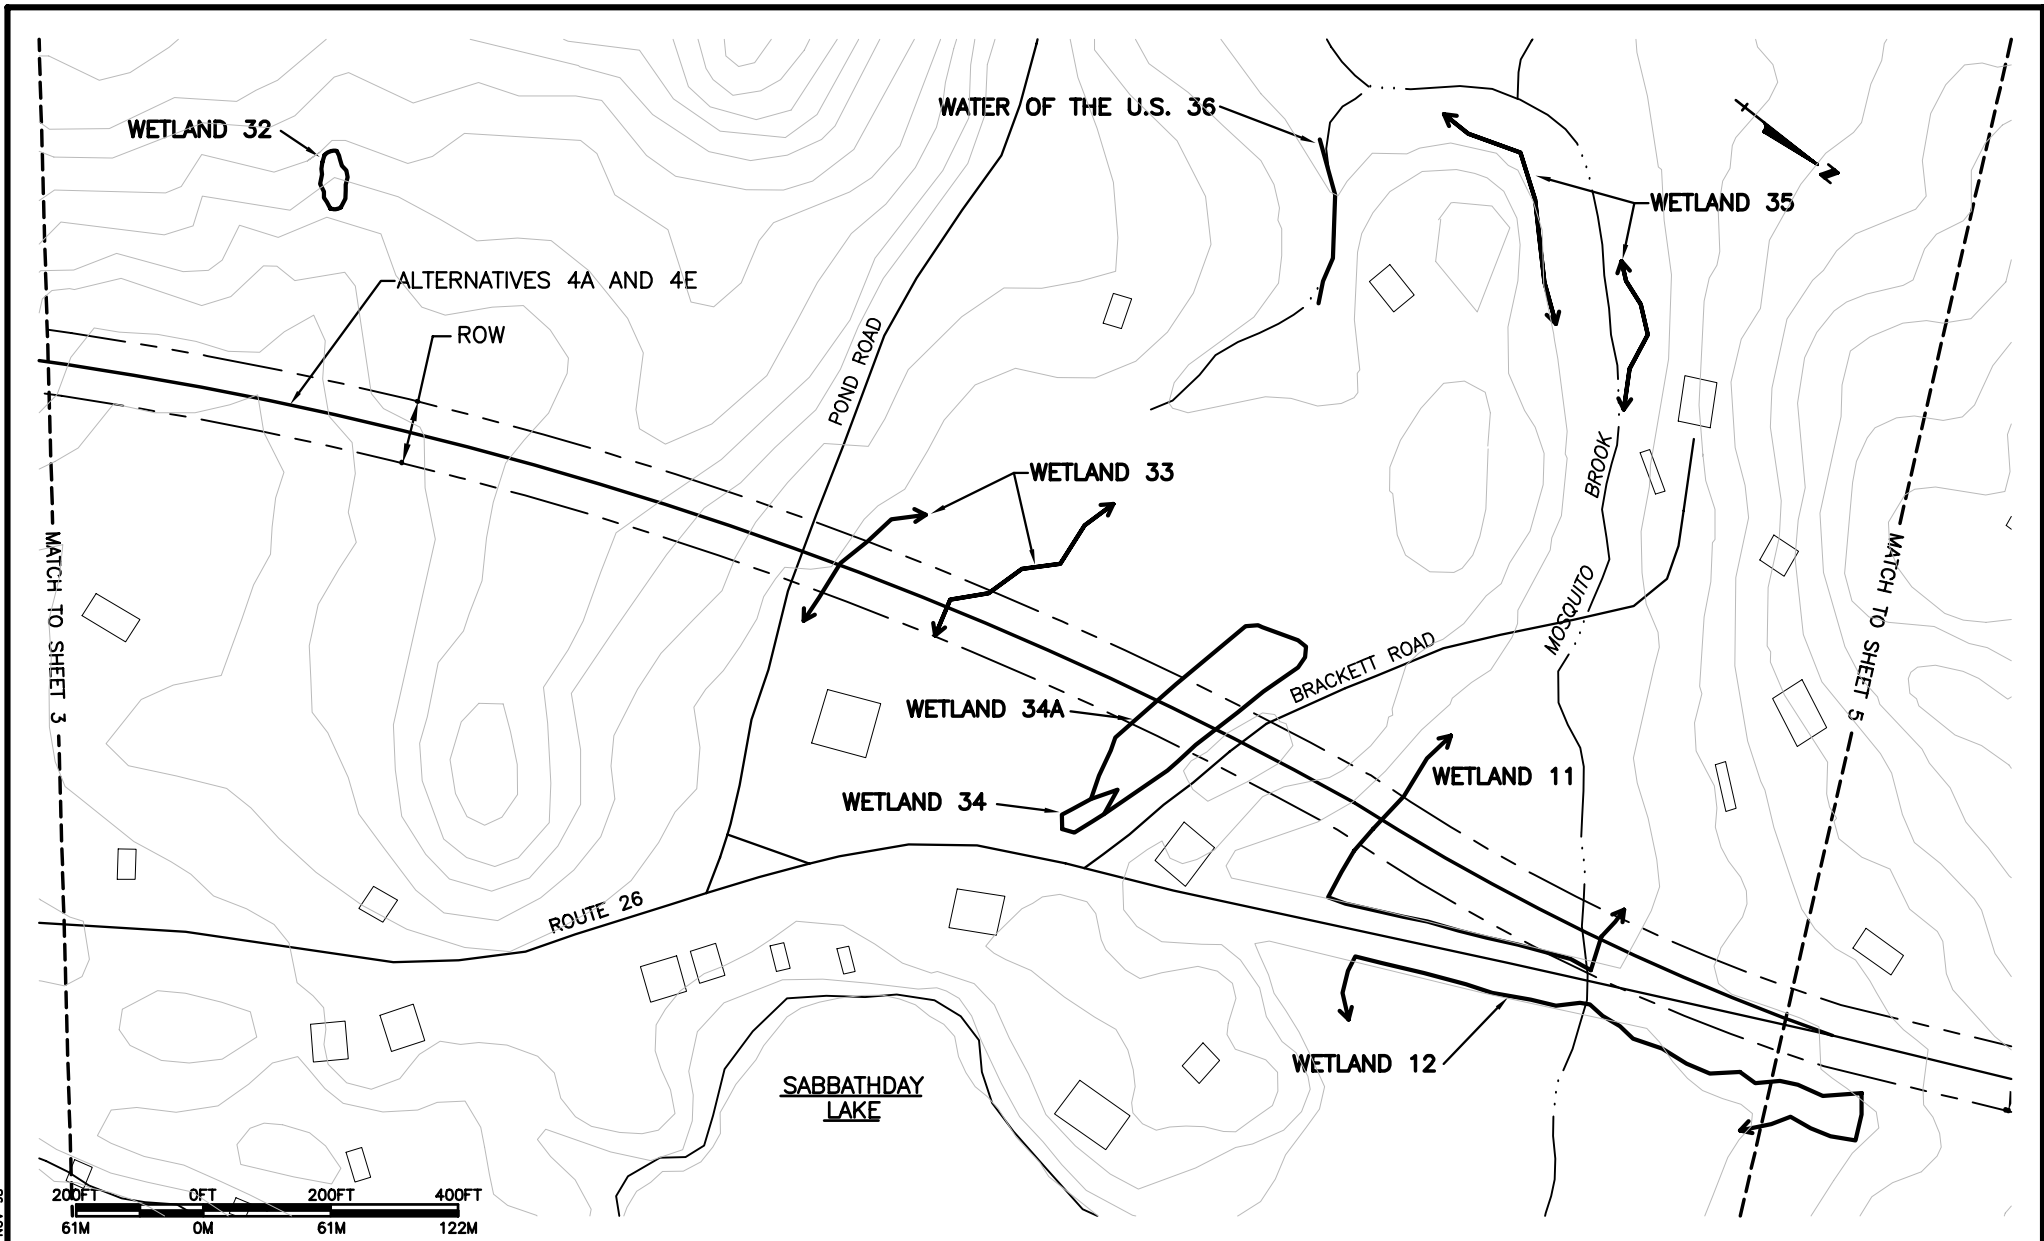 WATER OF THE U.S. 36
WETLAND 32
N
WETLAND 35
ALTERNATIVES 4A AND 4E
ROW
POND ROAD
WETLAND 33
BROOK
MOSQUITO
MATCH TO SHEET 3
MATCH TO SHEET 5
BRACKETT ROAD
WETLAND 34A
WETLAND 11
WETLAND 34
ROUTE 26
WETLAND 12
SABBATHDAY
LAKE
200FT 0FT 200FT 400FT
61M 0M 61M 122M